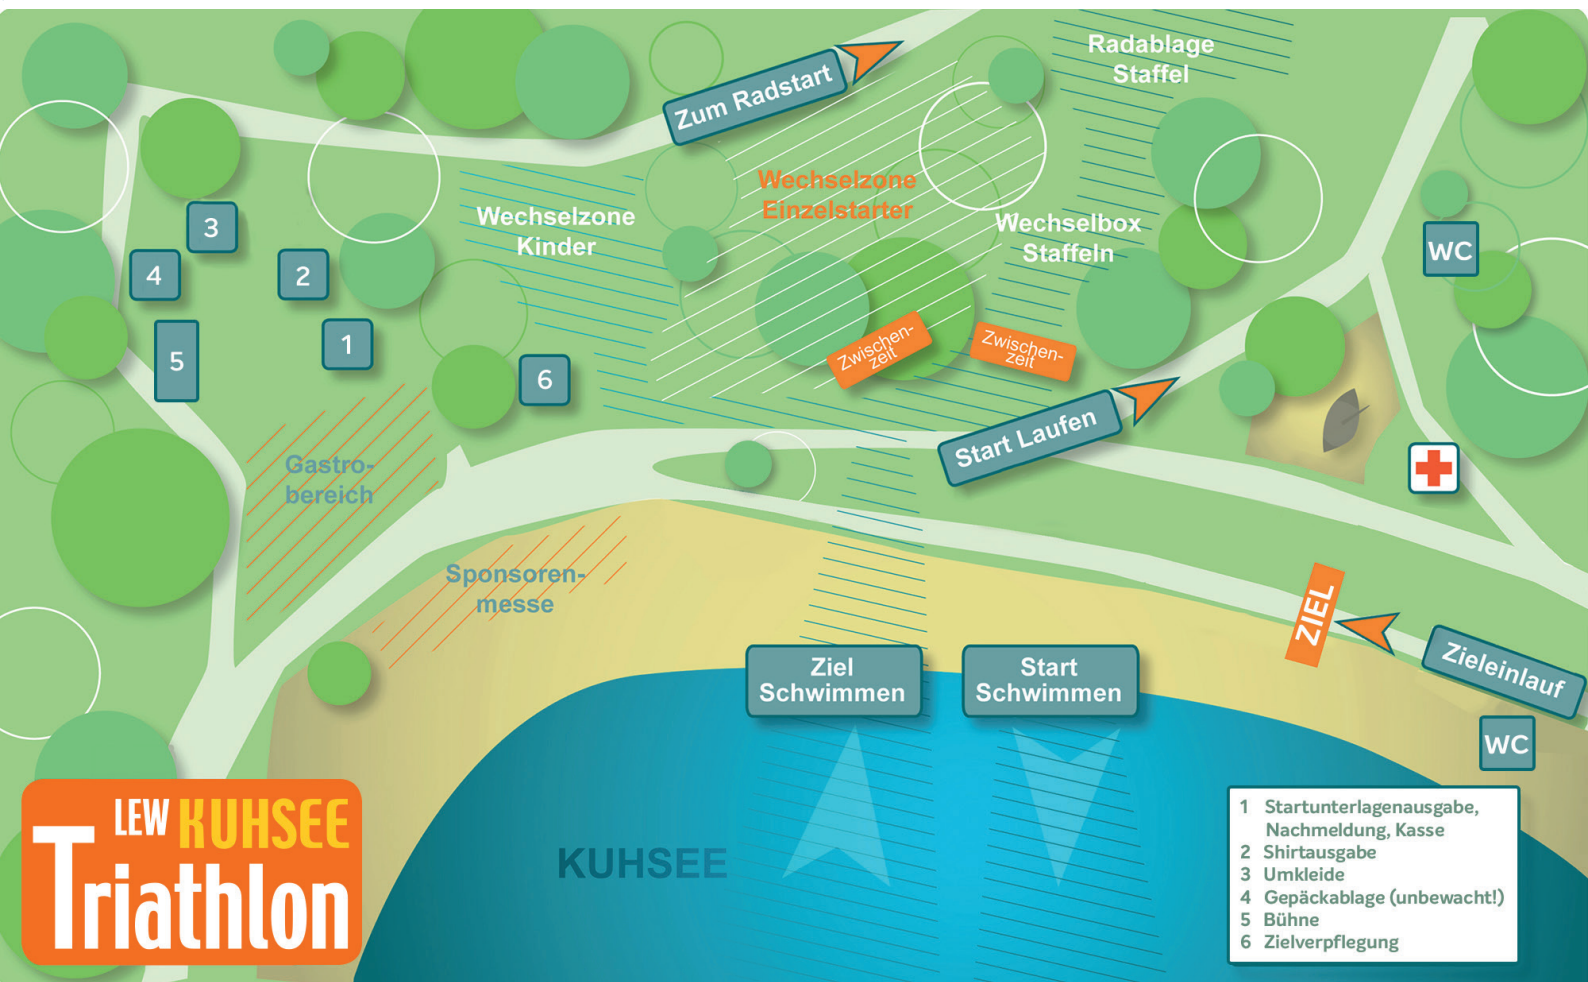 Radablage
Staffel
Zum Radstart
Wechselzone
Einzelstarter
Wechselzone
Kinder
Wechselbox
Staffeln
3
4
2
1
5
6
WC
Zwischen-
zeit
Zwischen-
zeit
Start Laufen
Gastro-
bereich
Sponsoren-
messe
ZIEL
Zieleinlauf
Ziel
Schwimmen
Start
Schwimmen
WC
KUHSEE
LEW KUHSEE
Triathlon
1 Startunterlagenausgabe,
Nachmeldung, Kasse
2 Shirtausgabe
3 Umkleide
4 Gepäckablage (unbewacht!)
5 Bühne
6 Zielverpflegung